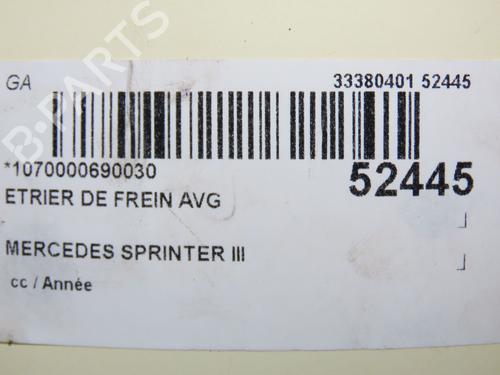 GA 33380401 52445
*1070000690030 52445
ETRIER DE FREIN AVG
MERCEDES SPRINTER III
cc / Année
B-PARTS